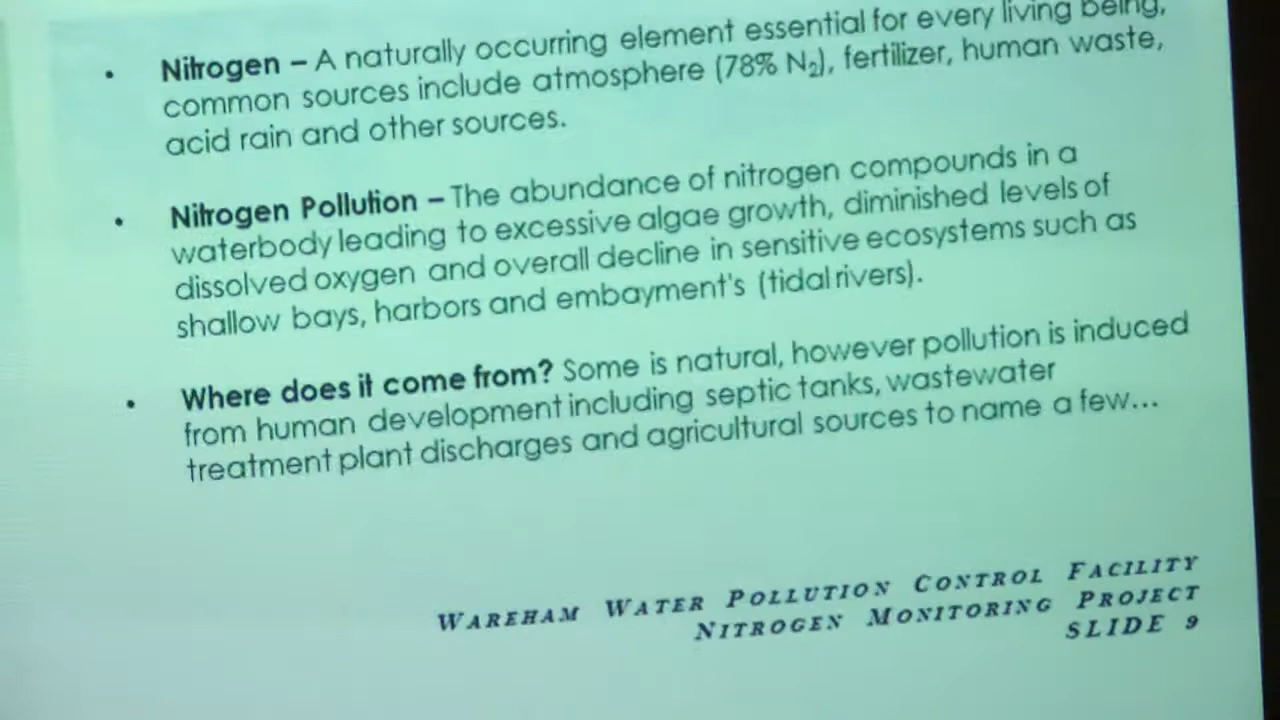 • Nitrogen – A naturally occurring element essential for every living being,
common sources include atmosphere (78% N₂), fertilizer, human waste,
acid rain and other sources.
• Nitrogen Pollution – The abundance of nitrogen compounds in a
waterbody leading to excessive algae growth, diminished levels of
dissolved oxygen and overall decline in sensitive ecosystems such as
shallow bays, harbors and embayment's (tidal rivers).
• Where does it come from? Some is natural, however pollution is induced
from human development including septic tanks, wastewater
treatment plant discharges and agricultural sources to name a few...
WAREHAM WATER POLLUTION CONTROL FACILITY
NITROGEN MONITORING PROJECT
SLIDE 9